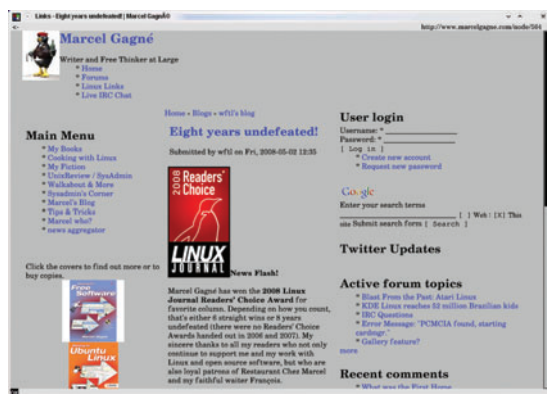 Links - Eight years undefeated! | Marcel GagnÃ©
http://www.marcelgagne.com/node/564
Marcel Gagné
Writer and Free Thinker at Large
* Home
* Forums
* Linux Links
* Live IRC Chat
Main Menu
* My Books
* Cooking with Linux
* My Fiction
* UnixReview / SysAdmin
* Walkabout & More
* Sysadmin's Corner
* Marcel's Blog
* Tips & Tricks
* Marcel who?
* news aggregator
Click the covers to find out more or to
buy copies.
Free
Software
Ubuntu
Linux
Home » Blogs » wftl's blog
Eight years undefeated!
Submitted by wftl on Fri, 2008-05-02 12:35
2008 Readers'
Choice
LINUX
JOURNAL
News Flash!
Marcel Gagné has won the 2008 Linux
Journal Readers' Choice Award for
favorite column. Depending on how you count,
that's either 6 straight wins or 8 years
undefeated (there were no Readers' Choice
Awards handed out in 2006 and 2007). My
sincere thanks to all my readers who not only
continue to support me and my work with
Linux and open source software, but who are
also loyal patrons of Restaurant Chez Marcel
and my faithful waiter François.
User login
Username: *
Password: *
[ Log in ]
* Create new account
* Request new password
Google
Enter your search terms
[ ] Web [X] This
site Submit search form [ Search ]
Twitter Updates
Active forum topics
* Blast From the Past: Atari Linux
* KDE Linux reaches 52 million Brazilian kids
* IRC Questions
* Error Message: "PCMCIA found, starting
cardmgr."
* Gallery feature?
more
Recent comments
* What was the First Home